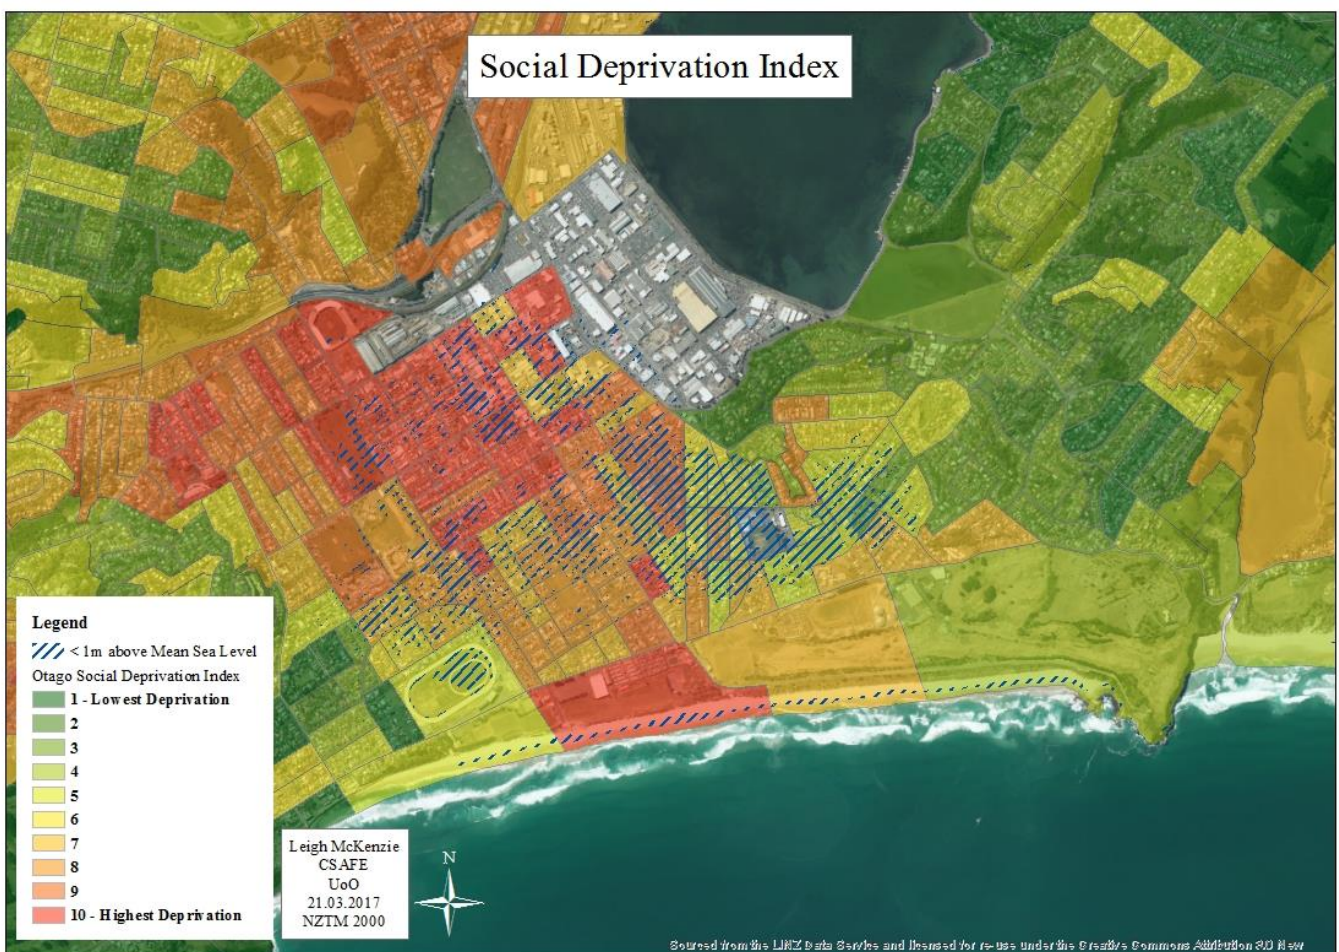 Social Deprivation Index
Legend
< 1m above Mean Sea Level
Otago Social Deprivation Index
1 - Lowest Deprivation
2
3
4
5
6
7
8
9
10 - Highest Deprivation
Leigh McKenzie
CSAFE
UoO
21.03.2017
NZTM 2000
N
Sourced from the LINZ Data Service and licensed for re-use under the Creative Commons Attribution 3.0 New